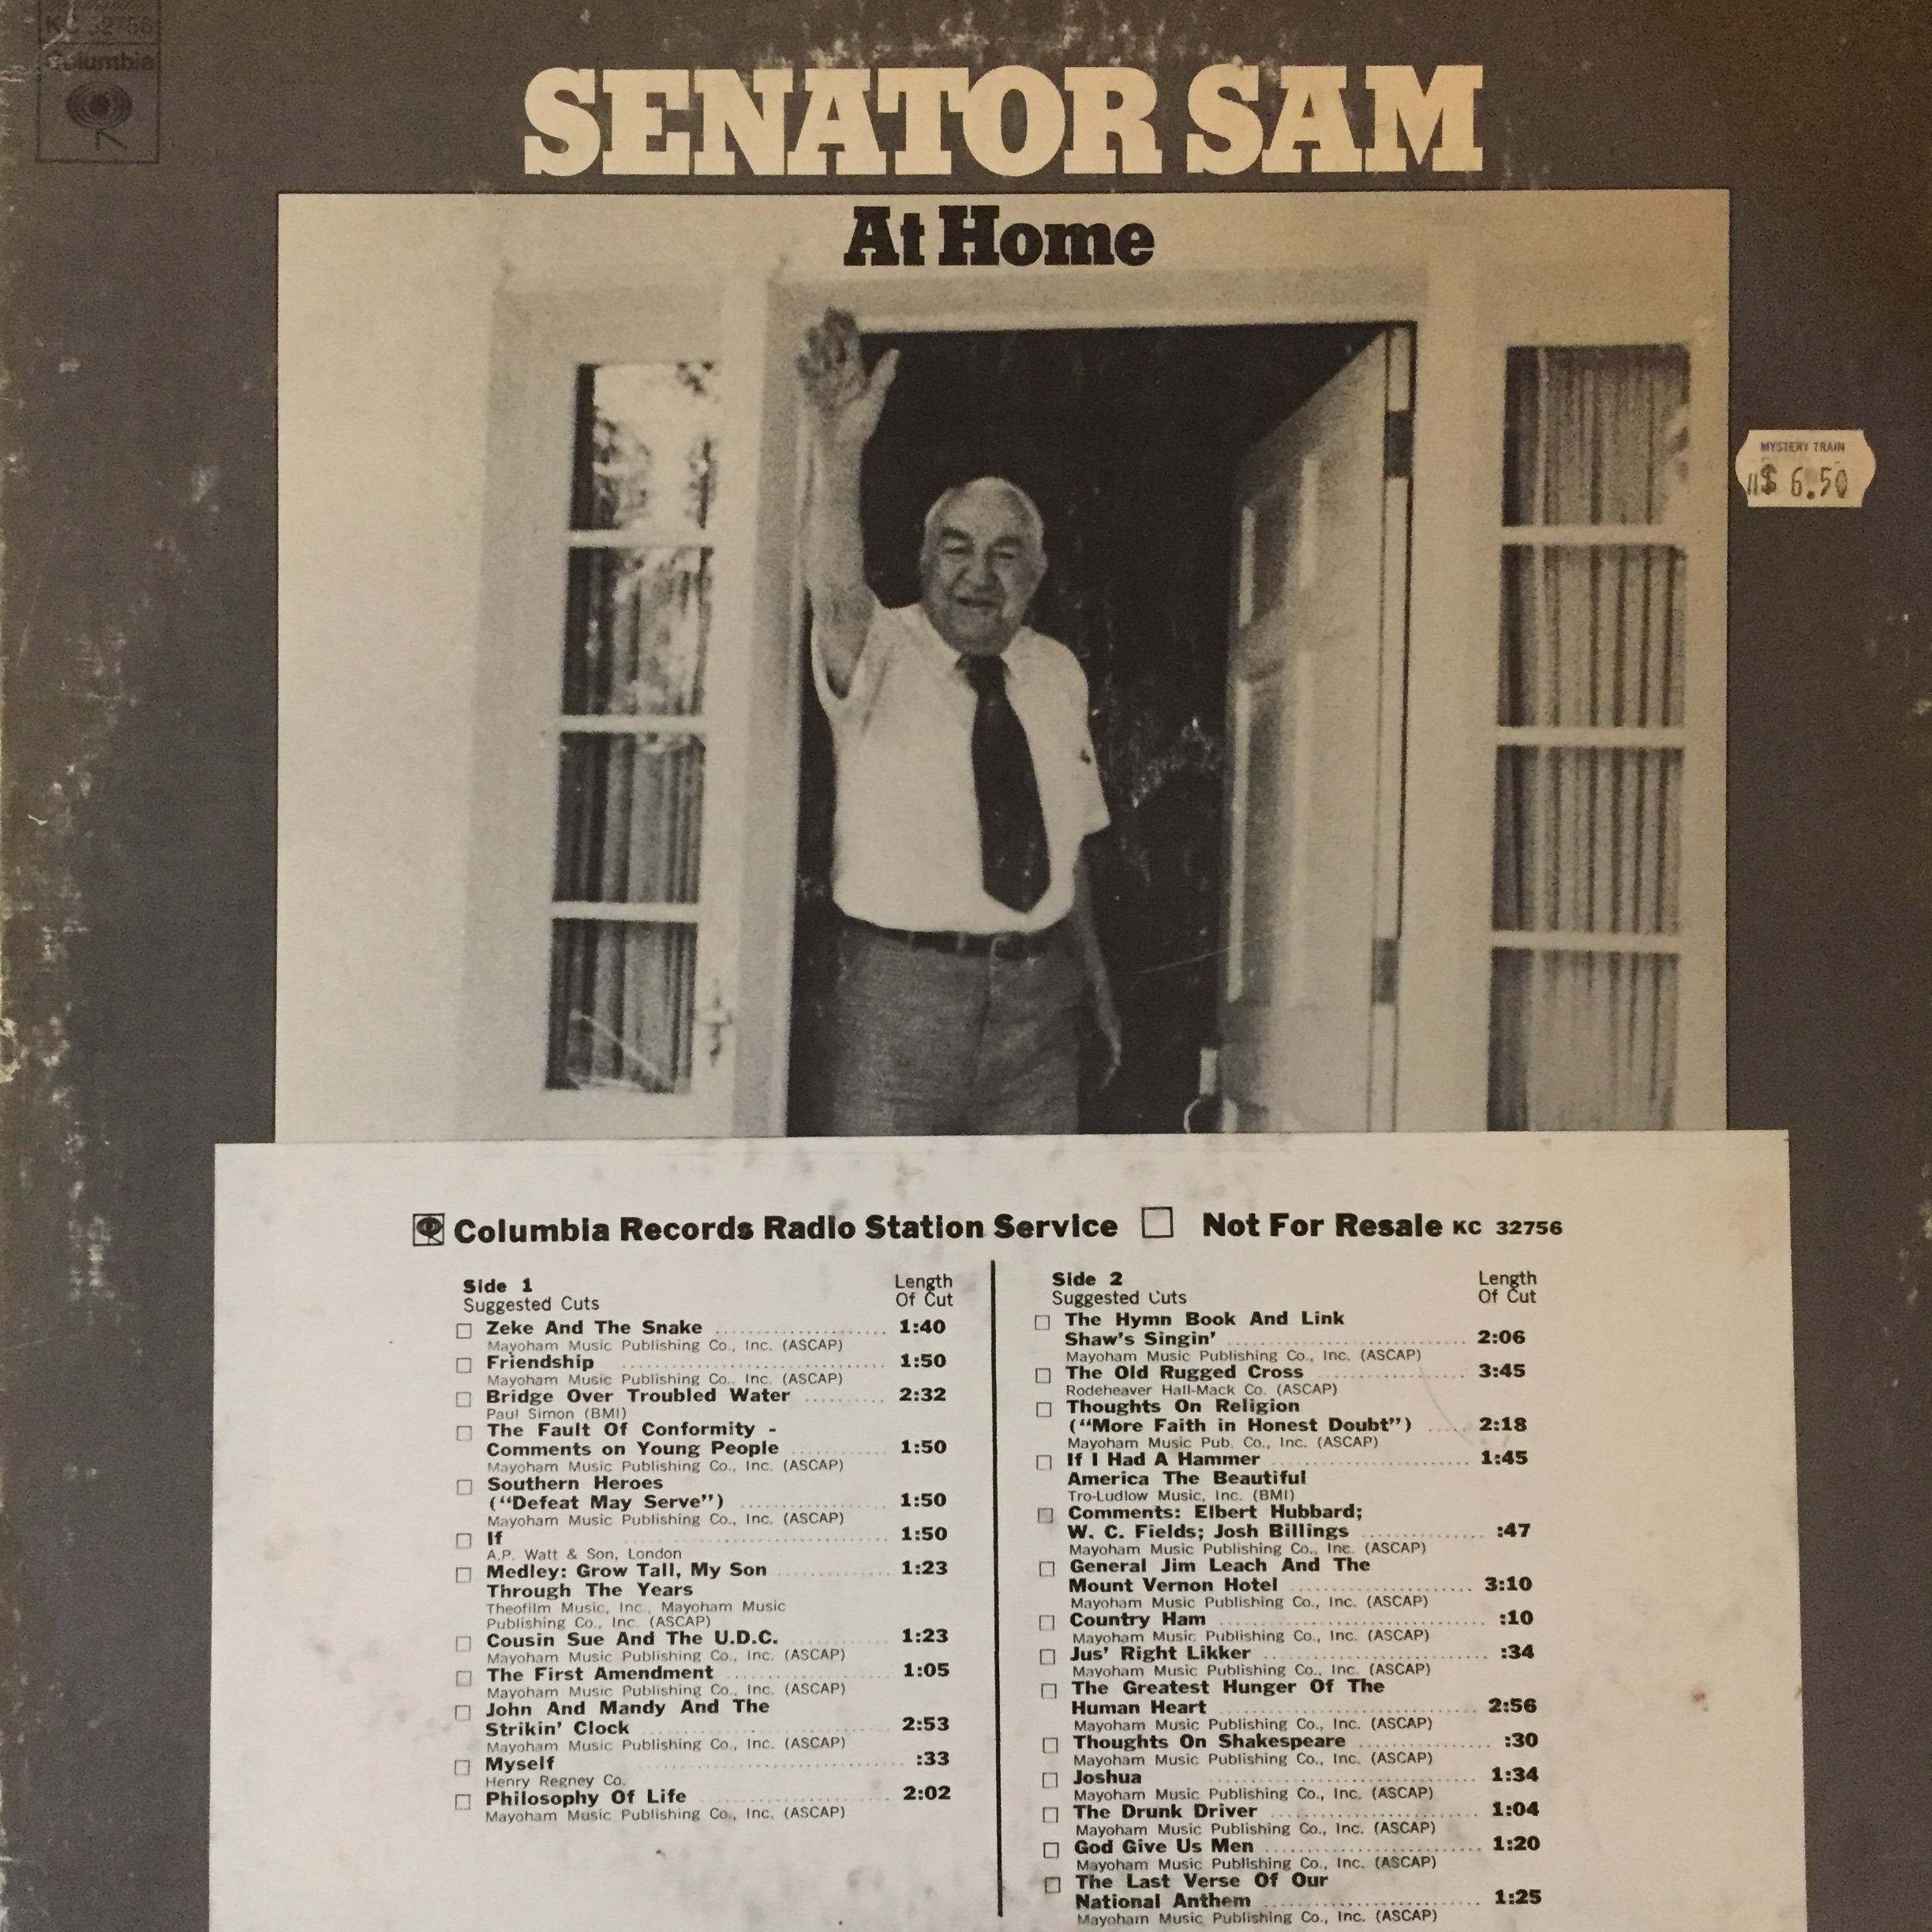 KC 32756
Columbia
SENATOR SAM
At Home
MYSTERY TRAIN
$ 6.50
Columbia Records Radio Station Service □ Not For Resale KC 32756
Side 1
Length
Suggested Cuts
Of Cut
□ Zeke And The Snake 1:40
Mayoham Music Publishing Co., Inc. (ASCAP)
□ Friendship 1:50
Mayoham Music Publishing Co., Inc. (ASCAP)
□ Bridge Over Troubled Water 2:32
Paul Simon (BMI)
□ The Fault Of Conformity -
Comments on Young People 1:50
Mayoham Music Publishing Co., Inc. (ASCAP)
□ Southern Heroes
("Defeat May Serve") 1:50
Mayoham Music Publishing Co., Inc. (ASCAP)
□ If 1:50
A.P. Watt & Son, London
□ Medley: Grow Tall, My Son 1:23
Through The Years
Theofilm Music, Inc., Mayoham Music
Publishing Co., Inc. (ASCAP)
□ Cousin Sue And The U.D.C. 1:23
Mayoham Music Publishing Co., Inc. (ASCAP)
□ The First Amendment 1:05
Mayoham Music Publishing Co., Inc. (ASCAP)
□ John And Mandy And The
Strikin' Clock 2:53
Mayoham Music Publishing Co., Inc. (ASCAP)
□ Myself :33
Henry Regney Co.
□ Philosophy Of Life 2:02
Mayoham Music Publishing Co., Inc. (ASCAP)
Side 2
Length
Suggested Cuts
Of Cut
□ The Hymn Book And Link
Shaw's Singin' 2:06
Mayoham Music Publishing Co., Inc. (ASCAP)
□ The Old Rugged Cross 3:45
Rodeheaver Hall-Mack Co. (ASCAP)
□ Thoughts On Religion
("More Faith in Honest Doubt") 2:18
Mayoham Music Pub. Co., Inc. (ASCAP)
□ If I Had A Hammer 1:45
America The Beautiful
Tro-Ludlow Music, Inc. (BMI)
□ Comments: Elbert Hubbard;
W. C. Fields; Josh Billings :47
Mayoham Music Publishing Co., Inc. (ASCAP)
□ General Jim Leach And The
Mount Vernon Hotel 3:10
Mayoham Music Publishing Co., Inc. (ASCAP)
□ Country Ham :10
Mayoham Music Publishing Co., Inc. (ASCAP)
□ Jus' Right Likker :34
Mayoham Music Publishing Co., Inc. (ASCAP)
□ The Greatest Hunger Of The
Human Heart 2:56
Mayoham Music Publishing Co., Inc. (ASCAP)
□ Thoughts On Shakespeare :30
Mayoham Music Publishing Co., Inc. (ASCAP)
□ Joshua 1:34
Mayoham Music Publishing Co., Inc. (ASCAP)
□ The Drunk Driver 1:04
Mayoham Music Publishing Co., Inc. (ASCAP)
□ God Give Us Men 1:20
Mayoham Music Publishing Co., Inc. (ASCAP)
□ The Last Verse Of Our
National Anthem 1:25
Mayoham Music Publishing Co., Inc. (ASCAP)